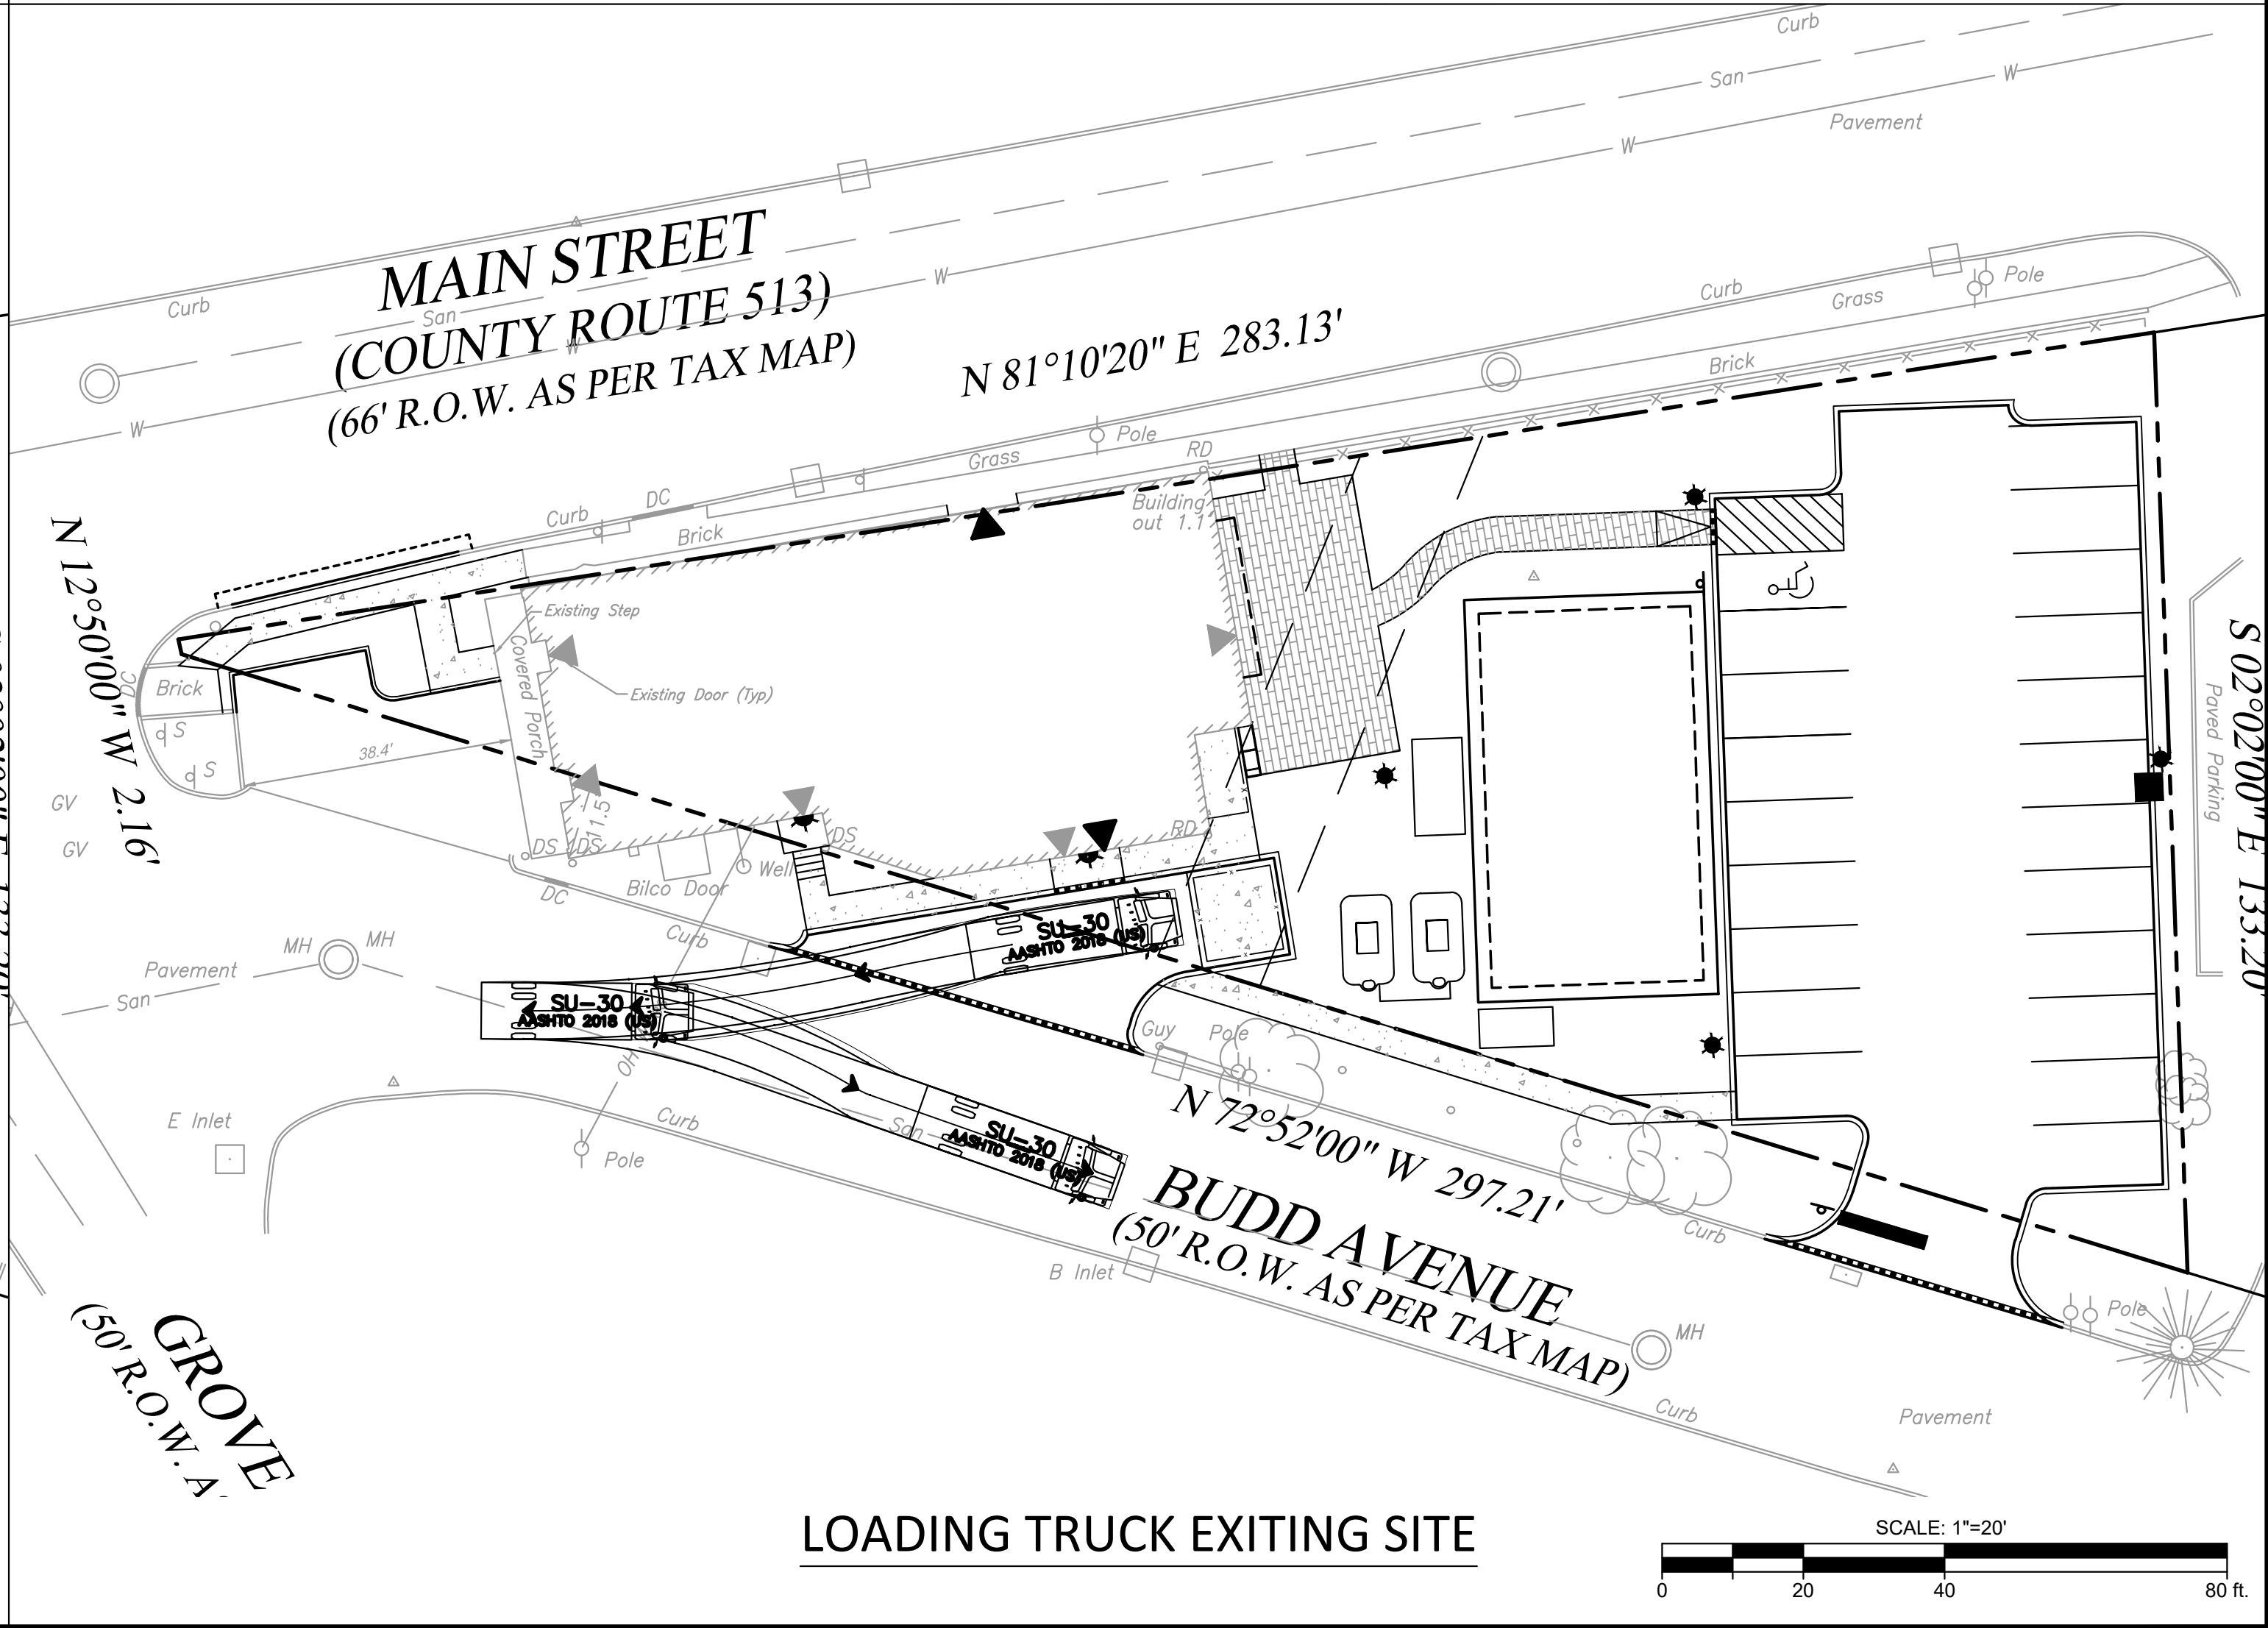 Curb
San
W
Pavement
W
MAIN STREET
(COUNTY ROUTE 513)
(66' R.O.W. AS PER TAX MAP)
Curb
San
W
W
W
N 81°10'20" E 283.13'
Curb
Grass
Pole
Brick
Pole
RD
Grass
Building
out 1.1'
DC
Curb
Brick
N 12°50'00" W 2.16'
Existing Step
Covered Porch
Existing Door (Typ)
DC
Brick
S
S
38.4'
11.5
GV
GV
DS
DS
DS
RD
Well
Bilco Door
DC
Curb
S 02°02'00" E 133.20'
Paved Parking
MH
MH
Pavement
San
SU-30
AASHTO 2018 (US)
SU-30
AASHTO 2018 (US)
SU-30
AASHTO 2018 (US)
OH
Guy
Pole
E Inlet
Pole
Curb
San
N 72°52'00" W 297.21'
BUDD AVENUE
(50' R.O.W. AS PER TAX MAP)
B Inlet
Curb
MH
Pole
Curb
Pavement
GROVE
(50' R.O.W. A
LOADING TRUCK EXITING SITE
SCALE: 1"=20'
0 20 40 80 ft.